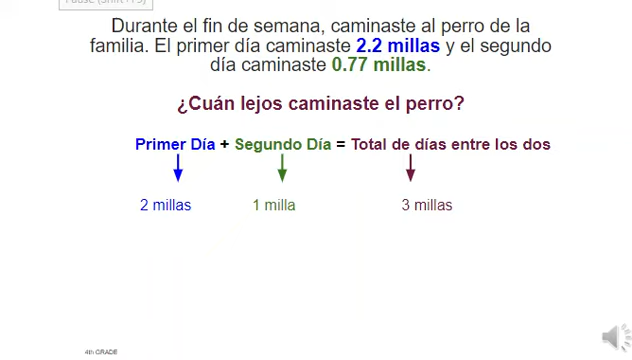 Durante el fin de semana, caminaste al perro de la
familia. El primer día caminaste 2.2 millas y el segundo
día caminaste 0.77 millas.
¿Cuán lejos caminaste el perro?
Primer Día + Segundo Día = Total de días entre los dos
2 millas 1 milla 3 millas
4th GRADE